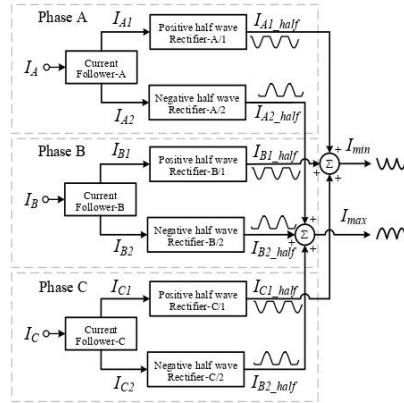 Phase A
I_A1
Positive half wave
Rectifier-A/1
I_A1_half
I_A
Current
Follower-A
I_A2
Negative half wave
Rectifier-A/2
I_A2_half
Phase B
I_B1
Positive half wave
Rectifier-B/1
I_B1_half
+
+
+
Σ
I_min
I_B
Current
Follower-B
I_B2
Negative half wave
Rectifier-B/2
I_B2_half
+
+
+
Σ
I_max
Phase C
I_C1
Positive half wave
Rectifier-C/1
I_C1_half
I_C
Current
Follower-C
I_C2
Negative half wave
Rectifier-C/2
I_B2_half